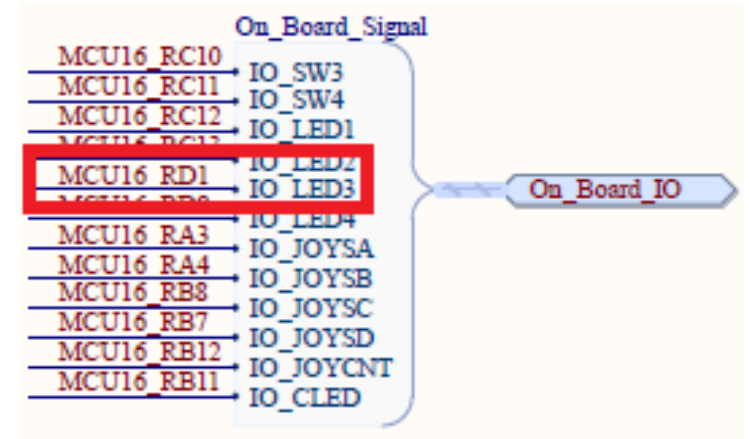 On_Board_Signal
MCU16_RC10 IO_SW3
MCU16_RC11 IO_SW4
MCU16_RC12 IO_LED1
IO_LED2
MCU16_RD1 IO_LED3
IO_LED4
MCU16_RA3 IO_JOYSA
MCU16_RA4 IO_JOYSB
MCU16_RB8 IO_JOYSC
MCU16_RB7 IO_JOYSD
MCU16_RB12 IO_JOYCNT
MCU16_RB11 IO_CLED
On_Board_IO